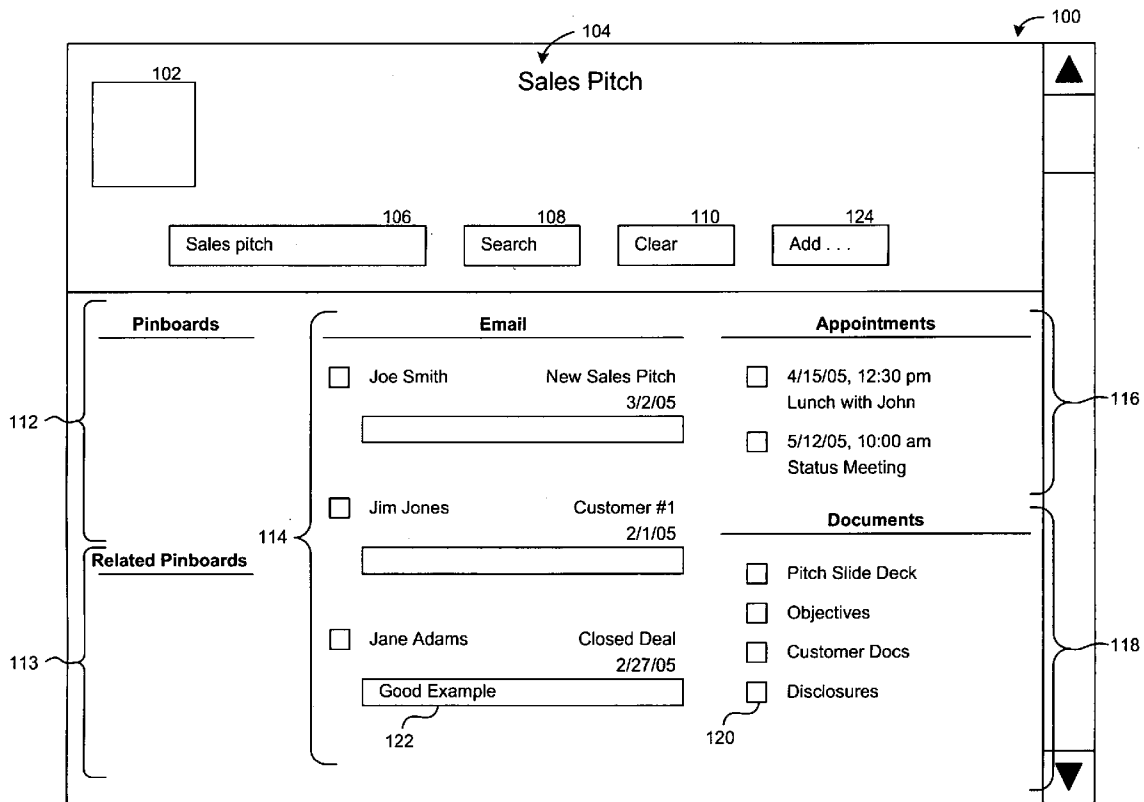 100
104
102
Sales Pitch
106 108 110 124
Sales pitch Search Clear Add . . .
Pinboards Email Appointments
Joe Smith New Sales Pitch 4/15/05, 12:30 pm
3/2/05 Lunch with John
112 116
5/12/05, 10:00 am
Status Meeting
Jim Jones Customer #1
Documents
114 2/1/05
Related Pinboards
Pitch Slide Deck
Objectives
Jane Adams Closed Deal Customer Docs
113 2/27/05 118
Good Example Disclosures
122 120